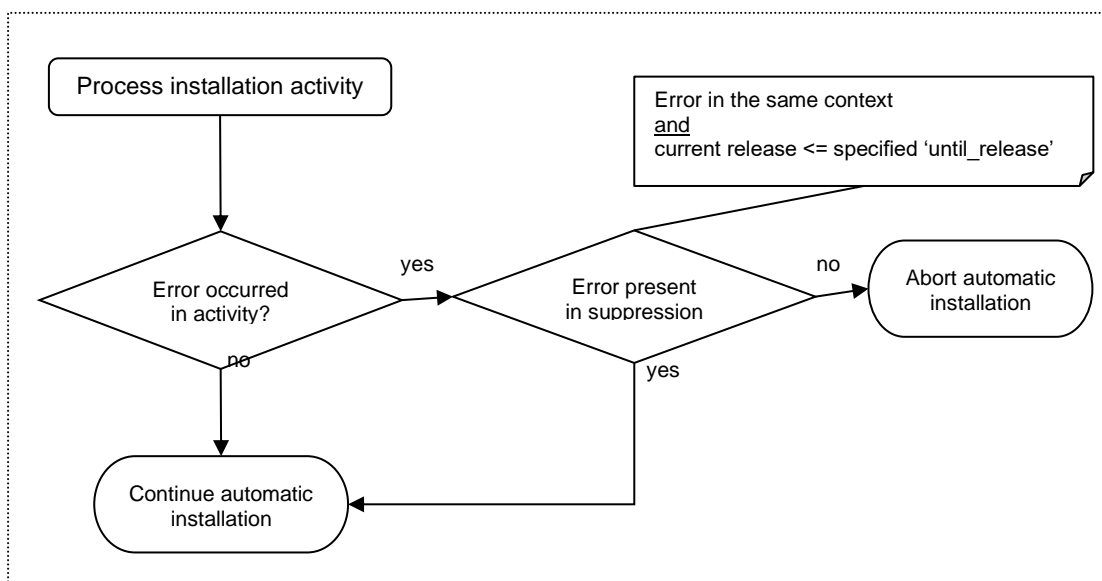 Process installation activity
Error in the same context
and
current release <= specified ‘until_release’
Error occurred
in activity?
yes
Error present
in suppression
no
Abort automatic
installation
no
yes
Continue automatic
installation